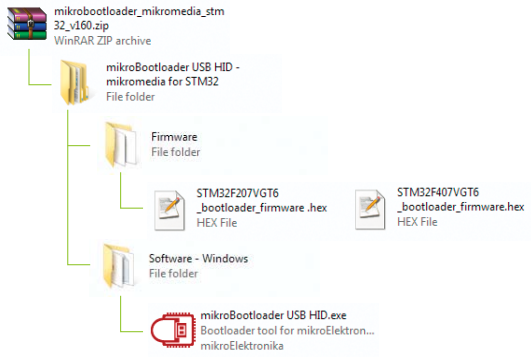 mikrobootloader_mikromedia_stm
32_v160.zip
WinRAR ZIP archive
mikroBootloader USB HID -
mikromedia for STM32
File folder
Firmware
File folder
STM32F207VGT6
_bootloader_firmware .hex
HEX File
STM32F407VGT6
_bootloader_firmware.hex
HEX File
Software - Windows
File folder
mikroBootloader USB HID.exe
Bootloader tool for mikroElektron...
mikroElektronika